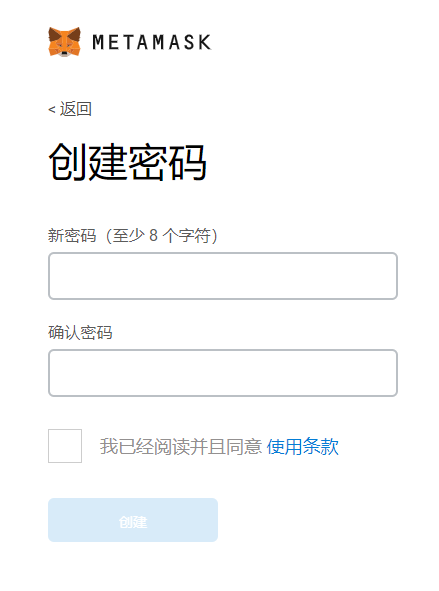 METAMASK
< 返回
创建密码
新密码（至少 8 个字符）
确认密码
我已经阅读并且同意 使用条款
创建